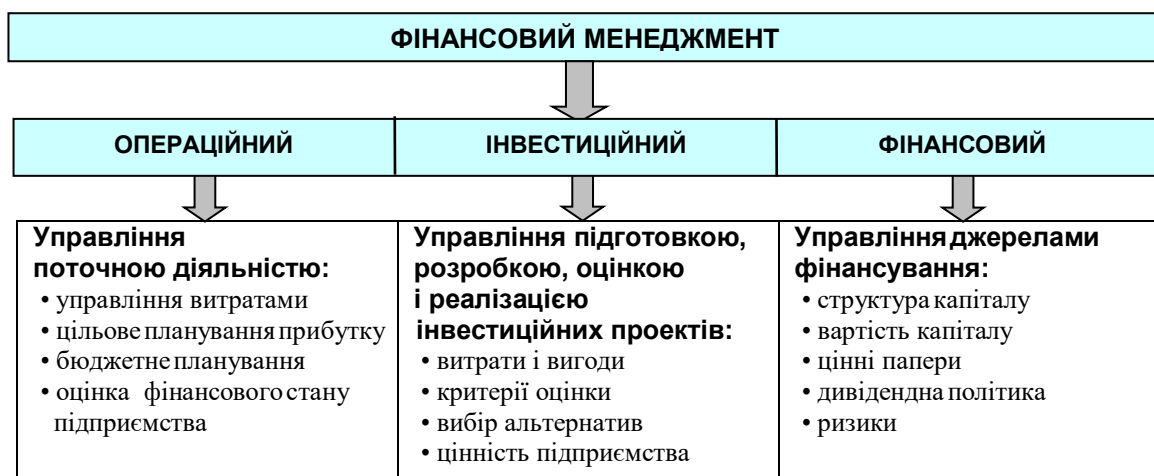 ФІНАНСОВИЙ МЕНЕДЖМЕНТ
ОПЕРАЦІЙНИЙ
ІНВЕСТИЦІЙНИЙ
ФІНАНСОВИЙ
Управління
поточною діяльністю:
• управління витратами
• цільове планування прибутку
• бюджетне планування
• оцінка фінансового стану
підприємства
Управління підготовкою,
розробкою, оцінкою
і реалізацією
інвестиційних проектів:
• витрати і вигоди
• критерії оцінки
• вибір альтернатив
• цінність підприємства
Управління джерелами
фінансування:
• структура капіталу
• вартість капіталу
• цінні папери
• дивідендна політика
• ризики